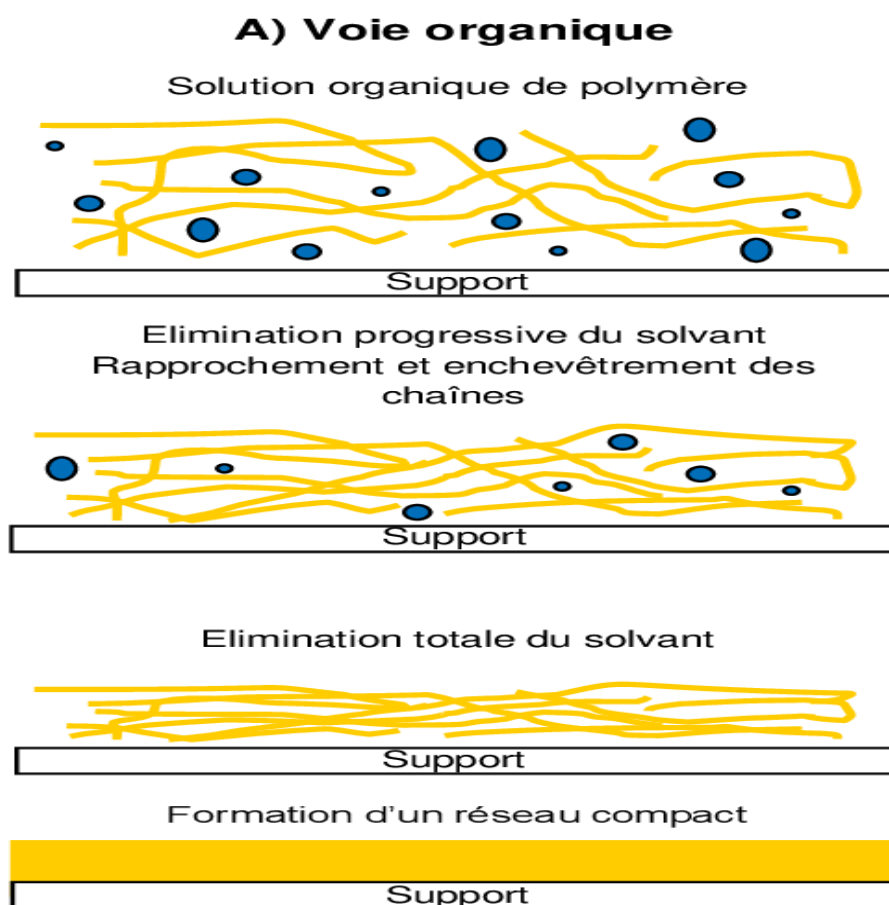 A) Voie organique
Solution organique de polymère
Support
Elimination progressive du solvant
Rapprochement et enchevêtrement des
chaînes
Support
Elimination totale du solvant
Support
Formation d'un réseau compact
Support